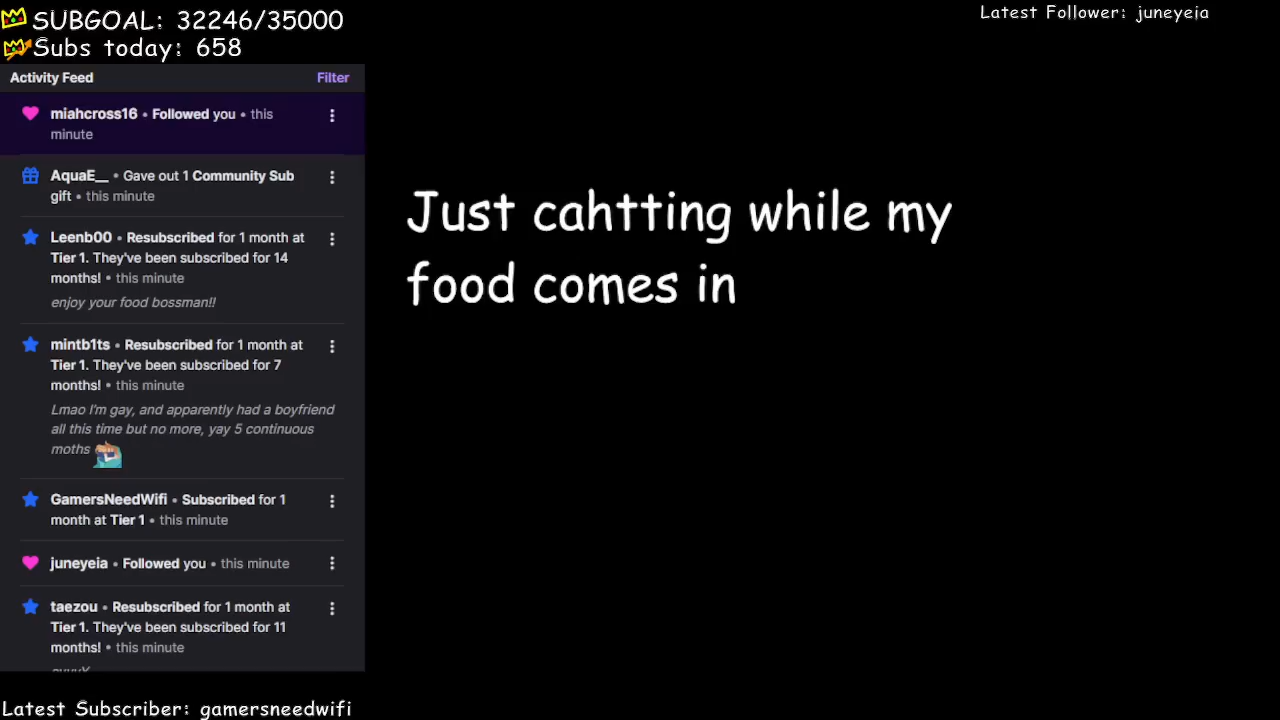 SUBGOAL: 32246/35000
Subs today: 658
Latest Follower: juneyeia
Activity Feed
Filter
miahcross16 • Followed you • this
minute
AquaE__ • Gave out 1 Community Sub
gift • this minute
Leenb00 • Resubscribed for 1 month at
Tier 1. They've been subscribed for 14
months! • this minute
enjoy your food bossman!!
mintb1ts • Resubscribed for 1 month at
Tier 1. They've been subscribed for 7
months! • this minute
Lmao I'm gay, and apparently had a boyfriend
all this time but no more, yay 5 continuous
moths
GamersNeedWifi • Subscribed for 1
month at Tier 1 • this minute
juneyeia • Followed you • this minute
taezou • Resubscribed for 1 month at
Tier 1. They've been subscribed for 11
months! • this minute
Just cahtting while my
food comes in
Latest Subscriber: gamersneedwifi